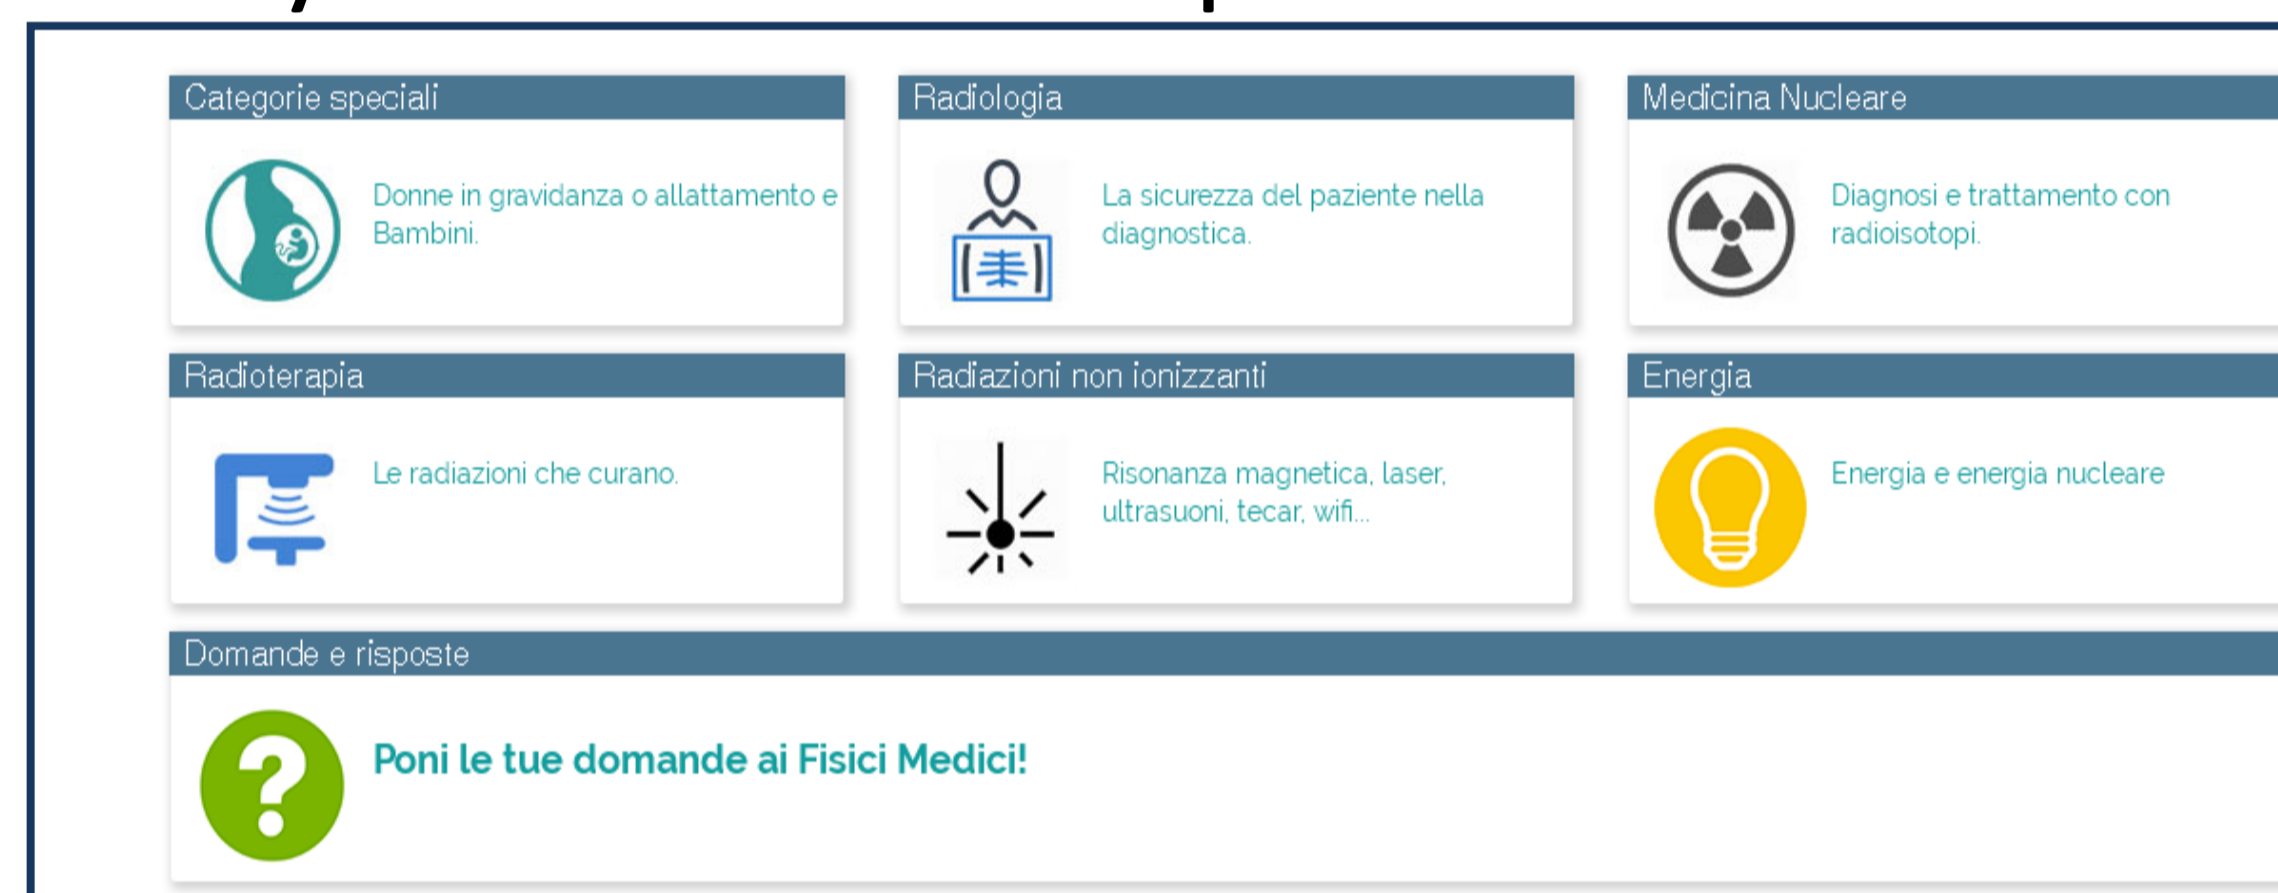 Categorie speciali
Donne in gravidanza o allattamento e
Bambini.
Radiologia
La sicurezza del paziente nella
diagnostica.
Medicina Nucleare
Diagnosi e trattamento con
radioisotopi.
Radioterapia
Le radiazioni che curano.
Radiazioni non ionizzanti
Risonanza magnetica, laser,
ultrasuoni, tecar, wifi...
Energia
Energia e energia nucleare
Domande e risposte
Poni le tue domande ai Fisici Medici!